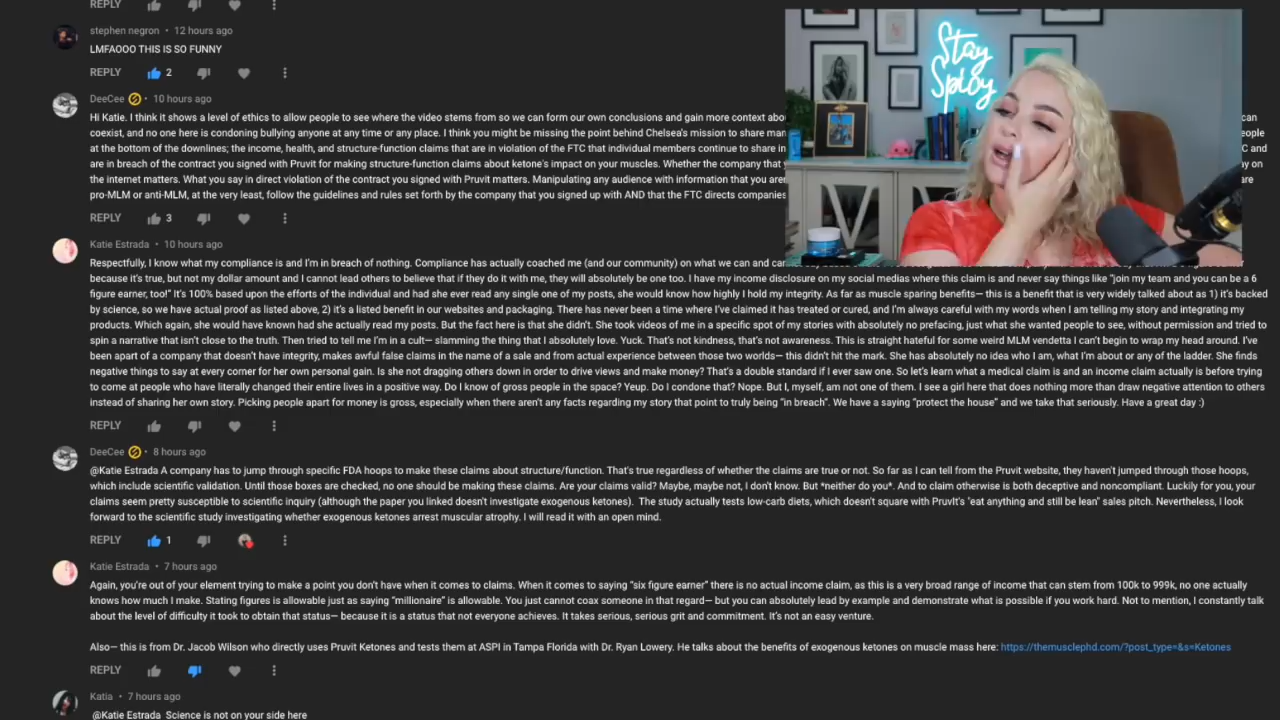 REPLY
stephen negron • 12 hours ago
LMFAOOO THIS IS SO FUNNY
REPLY 2
DeeCee • 10 hours ago
Hi Katie. I think it shows a level of ethics to allow people to see where the video stems from so we can form our own conclusions and gain more context abo
can
coexist, and no one here is condoning bullying anyone at any time or any place. I think you might be missing the point behind Chelsea's mission to share man
eople
at the bottom of the downlines; the income, health, and structure-function claims that are in violation of the FTC that individual members continue to share in
C and
are in breach of the contract you signed with Pruvit for making structure-function claims about ketone's impact on your muscles. Whether the company that
y on
the internet matters. What you say in direct violation of the contract you signed with Pruvit matters. Manipulating any audience with information that you aren
are
pro-MLM or anti-MLM, at the very least, follow the guidelines and rules set forth by the company that you signed up with AND that the FTC directs companies
REPLY 3
Stay
Spicy
Katie Estrada • 10 hours ago
Respectfully, I know what my compliance is and I'm in breach of nothing. Compliance has actually coached me (and our community) on what we can and can
because it's true, but not my dollar amount and I cannot lead others to believe that if they do it with me, they will absolutely be one too. I have my income disclosure on my social medias where this claim is and never say things like "join my team and you can be a 6
figure earner, too!" It's 100% based upon the efforts of the individual and had she ever read any single one of my posts, she would know how highly I hold my integrity. As far as muscle sparing benefits— this is a benefit that is very widely talked about as 1) it's backed
by science, so we have actual proof as listed above, 2) it's a listed benefit in our websites and packaging. There has never been a time where I've claimed it has treated or cured, and I'm always careful with my words when I am telling my story and integrating my
products. Which again, she would have known had she actually read my posts. But the fact here is that she didn't. She took videos of me in a specific spot of my stories with absolutely no prefacing, just what she wanted people to see, without permission and tried to
spin a narrative that isn't close to the truth. Then tried to tell me I'm in a cult— slamming the thing that I absolutely love. Yuck. That's not kindness, that's not awareness. This is straight hateful for some weird MLM vendetta I can't begin to wrap my head around. I've
been apart of a company that doesn't have integrity, makes awful false claims in the name of a sale and from actual experience between those two worlds— this didn't hit the mark. She has absolutely no idea who I am, what I'm about or any of the ladder. She finds
negative things to say at every corner for her own personal gain. Is she not dragging others down in order to drive views and make money? That's a double standard if I ever saw one. So let's learn what a medical claim is and an income claim actually is before trying
to come at people who have literally changed their entire lives in a positive way. Do I know of gross people in the space? Yeup. Do I condone that? Nope. But I, myself, am not one of them. I see a girl here that does nothing more than draw negative attention to others
instead of sharing her own story. Picking people apart for money is gross, especially when there aren't any facts regarding my story that point to truly being "in breach". We have a saying "protect the house" and we take that seriously. Have a great day :)
REPLY
DeeCee • 8 hours ago
@Katie Estrada A company has to jump through specific FDA hoops to make these claims about structure/function. That's true regardless of whether the claims are true or not. So far as I can tell from the Pruvit website, they haven't jumped through those hoops,
which include scientific validation. Until those boxes are checked, no one should be making these claims. Are your claims valid? Maybe, maybe not, I don't know. But *neither do you*. And to claim otherwise is both deceptive and noncompliant. Luckily for you, your
claims seem pretty susceptible to scientific inquiry (although the paper you linked doesn't investigate exogenous ketones). The study actually tests low-carb diets, which doesn't square with PruvIt's "eat anything and still be lean" sales pitch. Nevertheless, I look
forward to the scientific study investigating whether exogenous ketones arrest muscular atrophy. I will read it with an open mind.
REPLY 1
Katie Estrada • 7 hours ago
Again, you're out of your element trying to make a point you don't have when it comes to claims. When it comes to saying "six figure earner" there is no actual income claim, as this is a very broad range of income that can stem from 100k to 999k, no one actually
knows how much I make. Stating figures is allowable just as saying "millionaire" is allowable. You just cannot coax someone in that regard— but you can absolutely lead by example and demonstrate what is possible if you work hard. Not to mention, I constantly talk
about the level of difficulty it took to obtain that status— because it is a status that not everyone achieves. It takes serious, serious grit and commitment. It's not an easy venture.
Also— this is from Dr. Jacob Wilson who directly uses Pruvit Ketones and tests them at ASPI in Tampa Florida with Dr. Ryan Lowery. He talks about the benefits of exogenous ketones on muscle mass here: https://themusclephd.com/?post_type=&s=Ketones
REPLY
Katia • 7 hours ago
@Katie Estrada Science is not on your side here